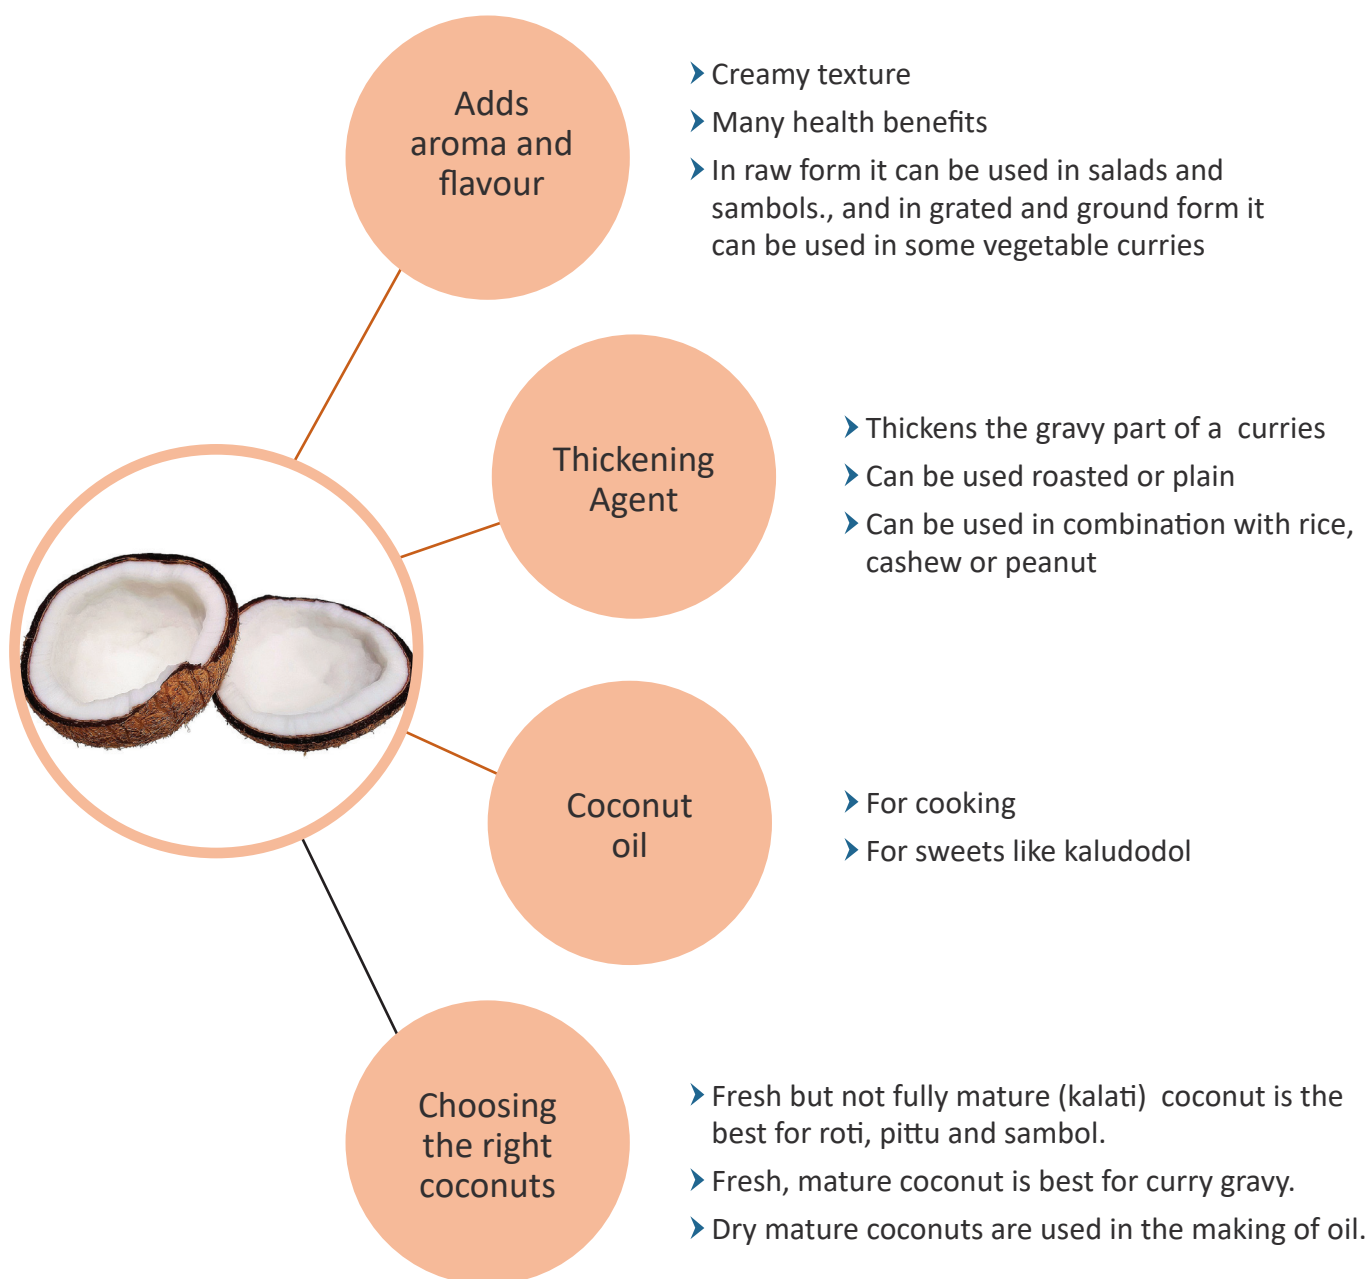 Adds
aroma and
flavour
Creamy texture
Many health benefits
In raw form it can be used in salads and
sambols., and in grated and ground form it
can be used in some vegetable curries
Thickening
Agent
Thickens the gravy part of a  curries
Can be used roasted or plain
Can be used in combination with rice,
cashew or peanut
Coconut
oil
For cooking
For sweets like kaludodol
Choosing
the right
coconuts
Fresh but not fully mature (kalati)  coconut is the
best for roti, pittu and sambol.
Fresh, mature coconut is best for curry gravy.
Dry mature coconuts are used in the making of oil.